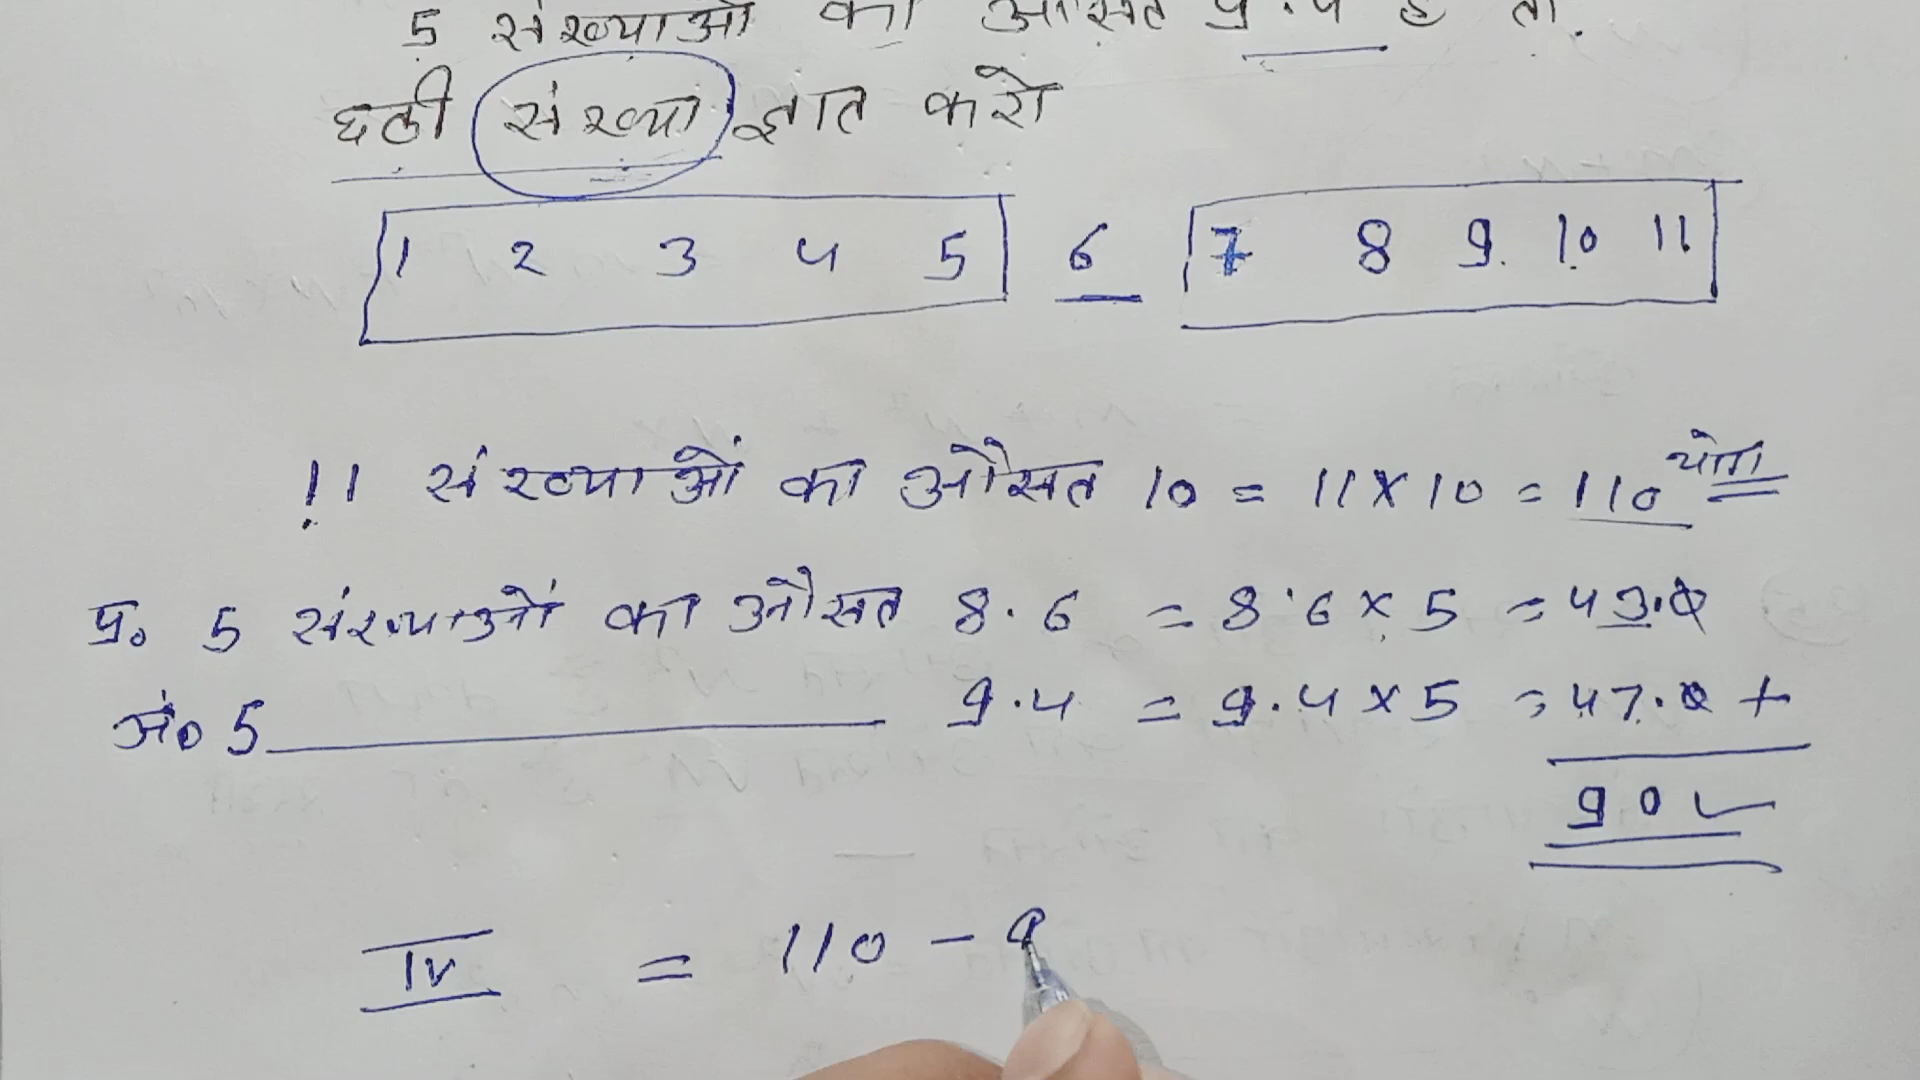 5 संख्याओं का औसत 9.4 है तो
छठी संख्या ज्ञात करो
1 2 3 4 5 6 7 8 9 10 11
11 संख्याओं का औसत 10 = 11 x 10 = 110 योग
प्र० 5 संख्याओं का औसत 8.6 = 8.6 x 5 = 43.0
अं० 5 9.4 = 9.4 x 5 = 47.0 +
90
IV = 110 - 9